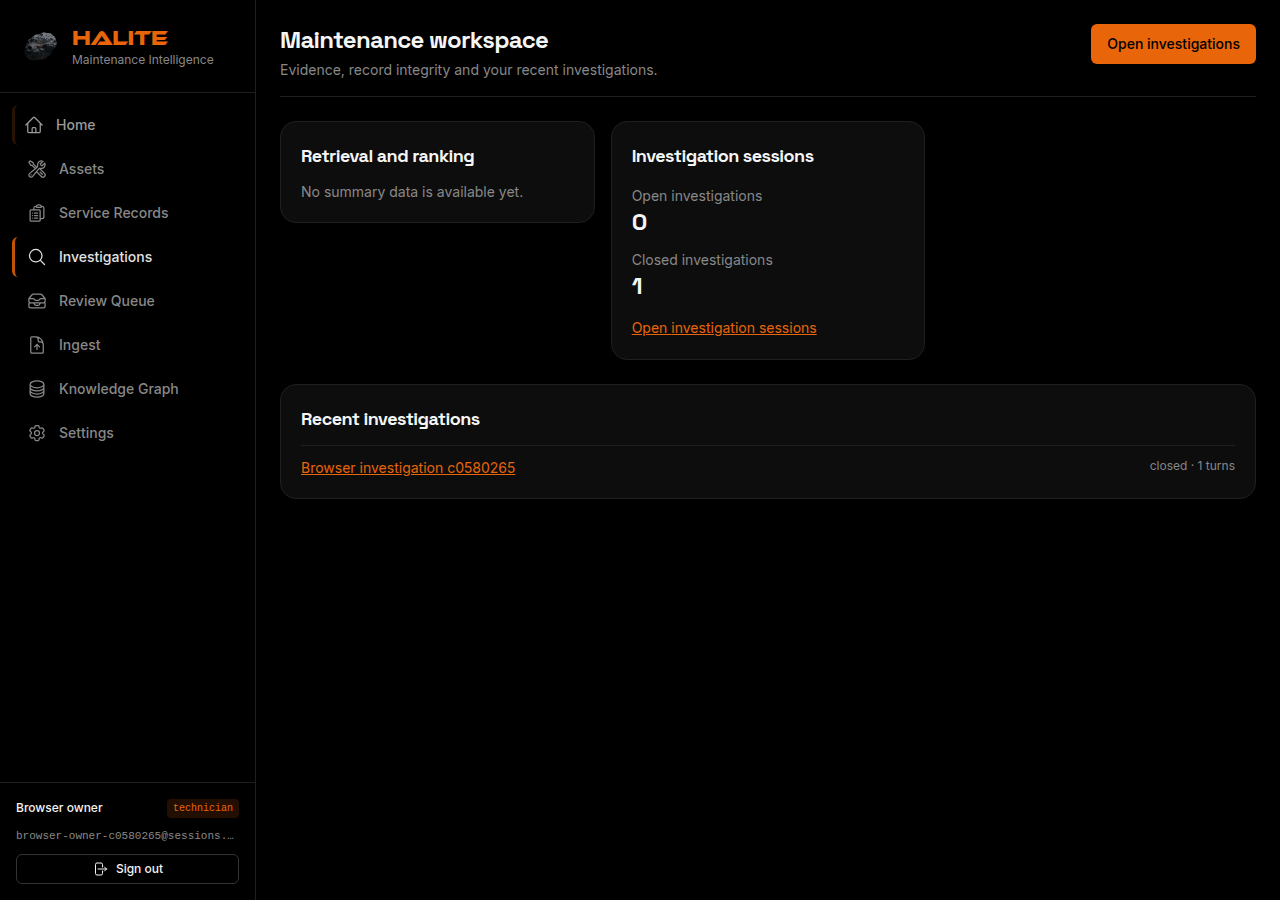 HALITE
Maintenance Intelligence
Home
Assets
Service Records
Investigations
Review Queue
Ingest
Knowledge Graph
Settings
Browser owner
technician
browser-owner-c0580265@sessions.…
Sign out
Maintenance workspace
Evidence, record integrity and your recent investigations.
Open investigations
Retrieval and ranking
No summary data is available yet.
Investigation sessions
Open investigations
0
Closed investigations
1
Open investigation sessions
Recent investigations
Browser investigation c0580265
closed · 1 turns